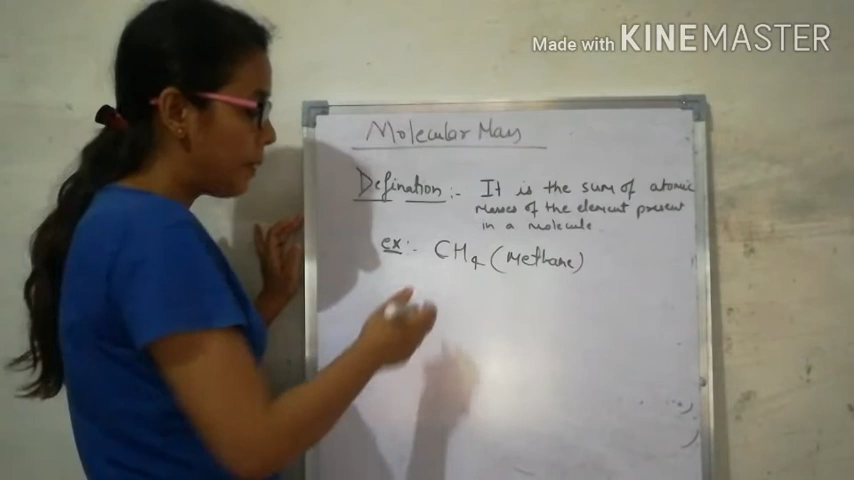 Made with KINEMASTER
Molecular Mass
Defination:- It is the sum of atomic
masses of the element present
in a molecule.
ex:- CH4 (Methane)